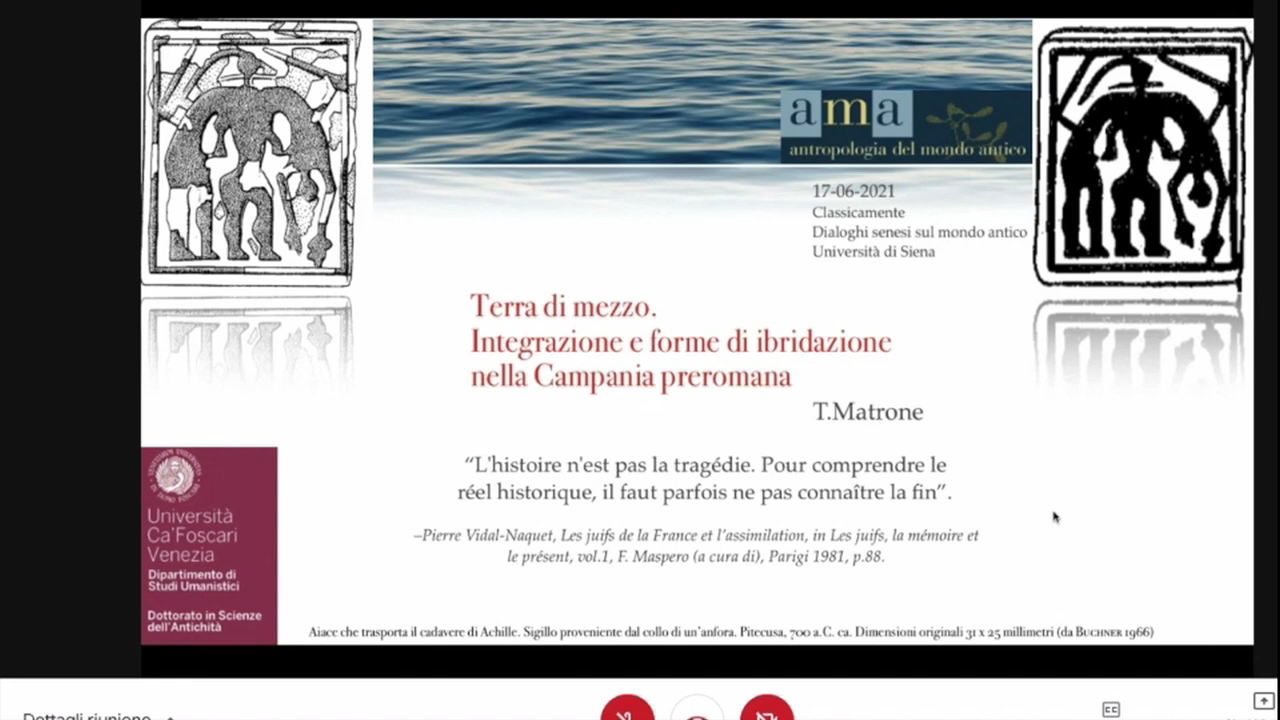 ama
antropologia del mondo antico
17-06-2021
Classicamente
Dialoghi senesi sul mondo antico
Università di Siena
Terra di mezzo.
Integrazione e forme di ibridazione
nella Campania preromana
T.Matrone
“L'histoire n'est pas la tragédie. Pour comprendre le
réel historique, il faut parfois ne pas connaître la fin”.
–Pierre Vidal-Naquet, Les juifs de la France et l’assimilation, in Les juifs, la mémoire et
le présent, vol.1, F. Maspero (a cura di), Parigi 1981, p.88.
Università
Ca'Foscari
Venezia
Dipartimento di
Studi Umanistici
Dottorato in Scienze
dell'Antichità
Aiace che trasporta il cadavere di Achille. Sigillo proveniente dal collo di un’anfora. Pitecusa, 700 a.C. ca. Dimensioni originali 31 x 25 millimetri (da BUCHNER 1966)
Dettagli riunione
CC